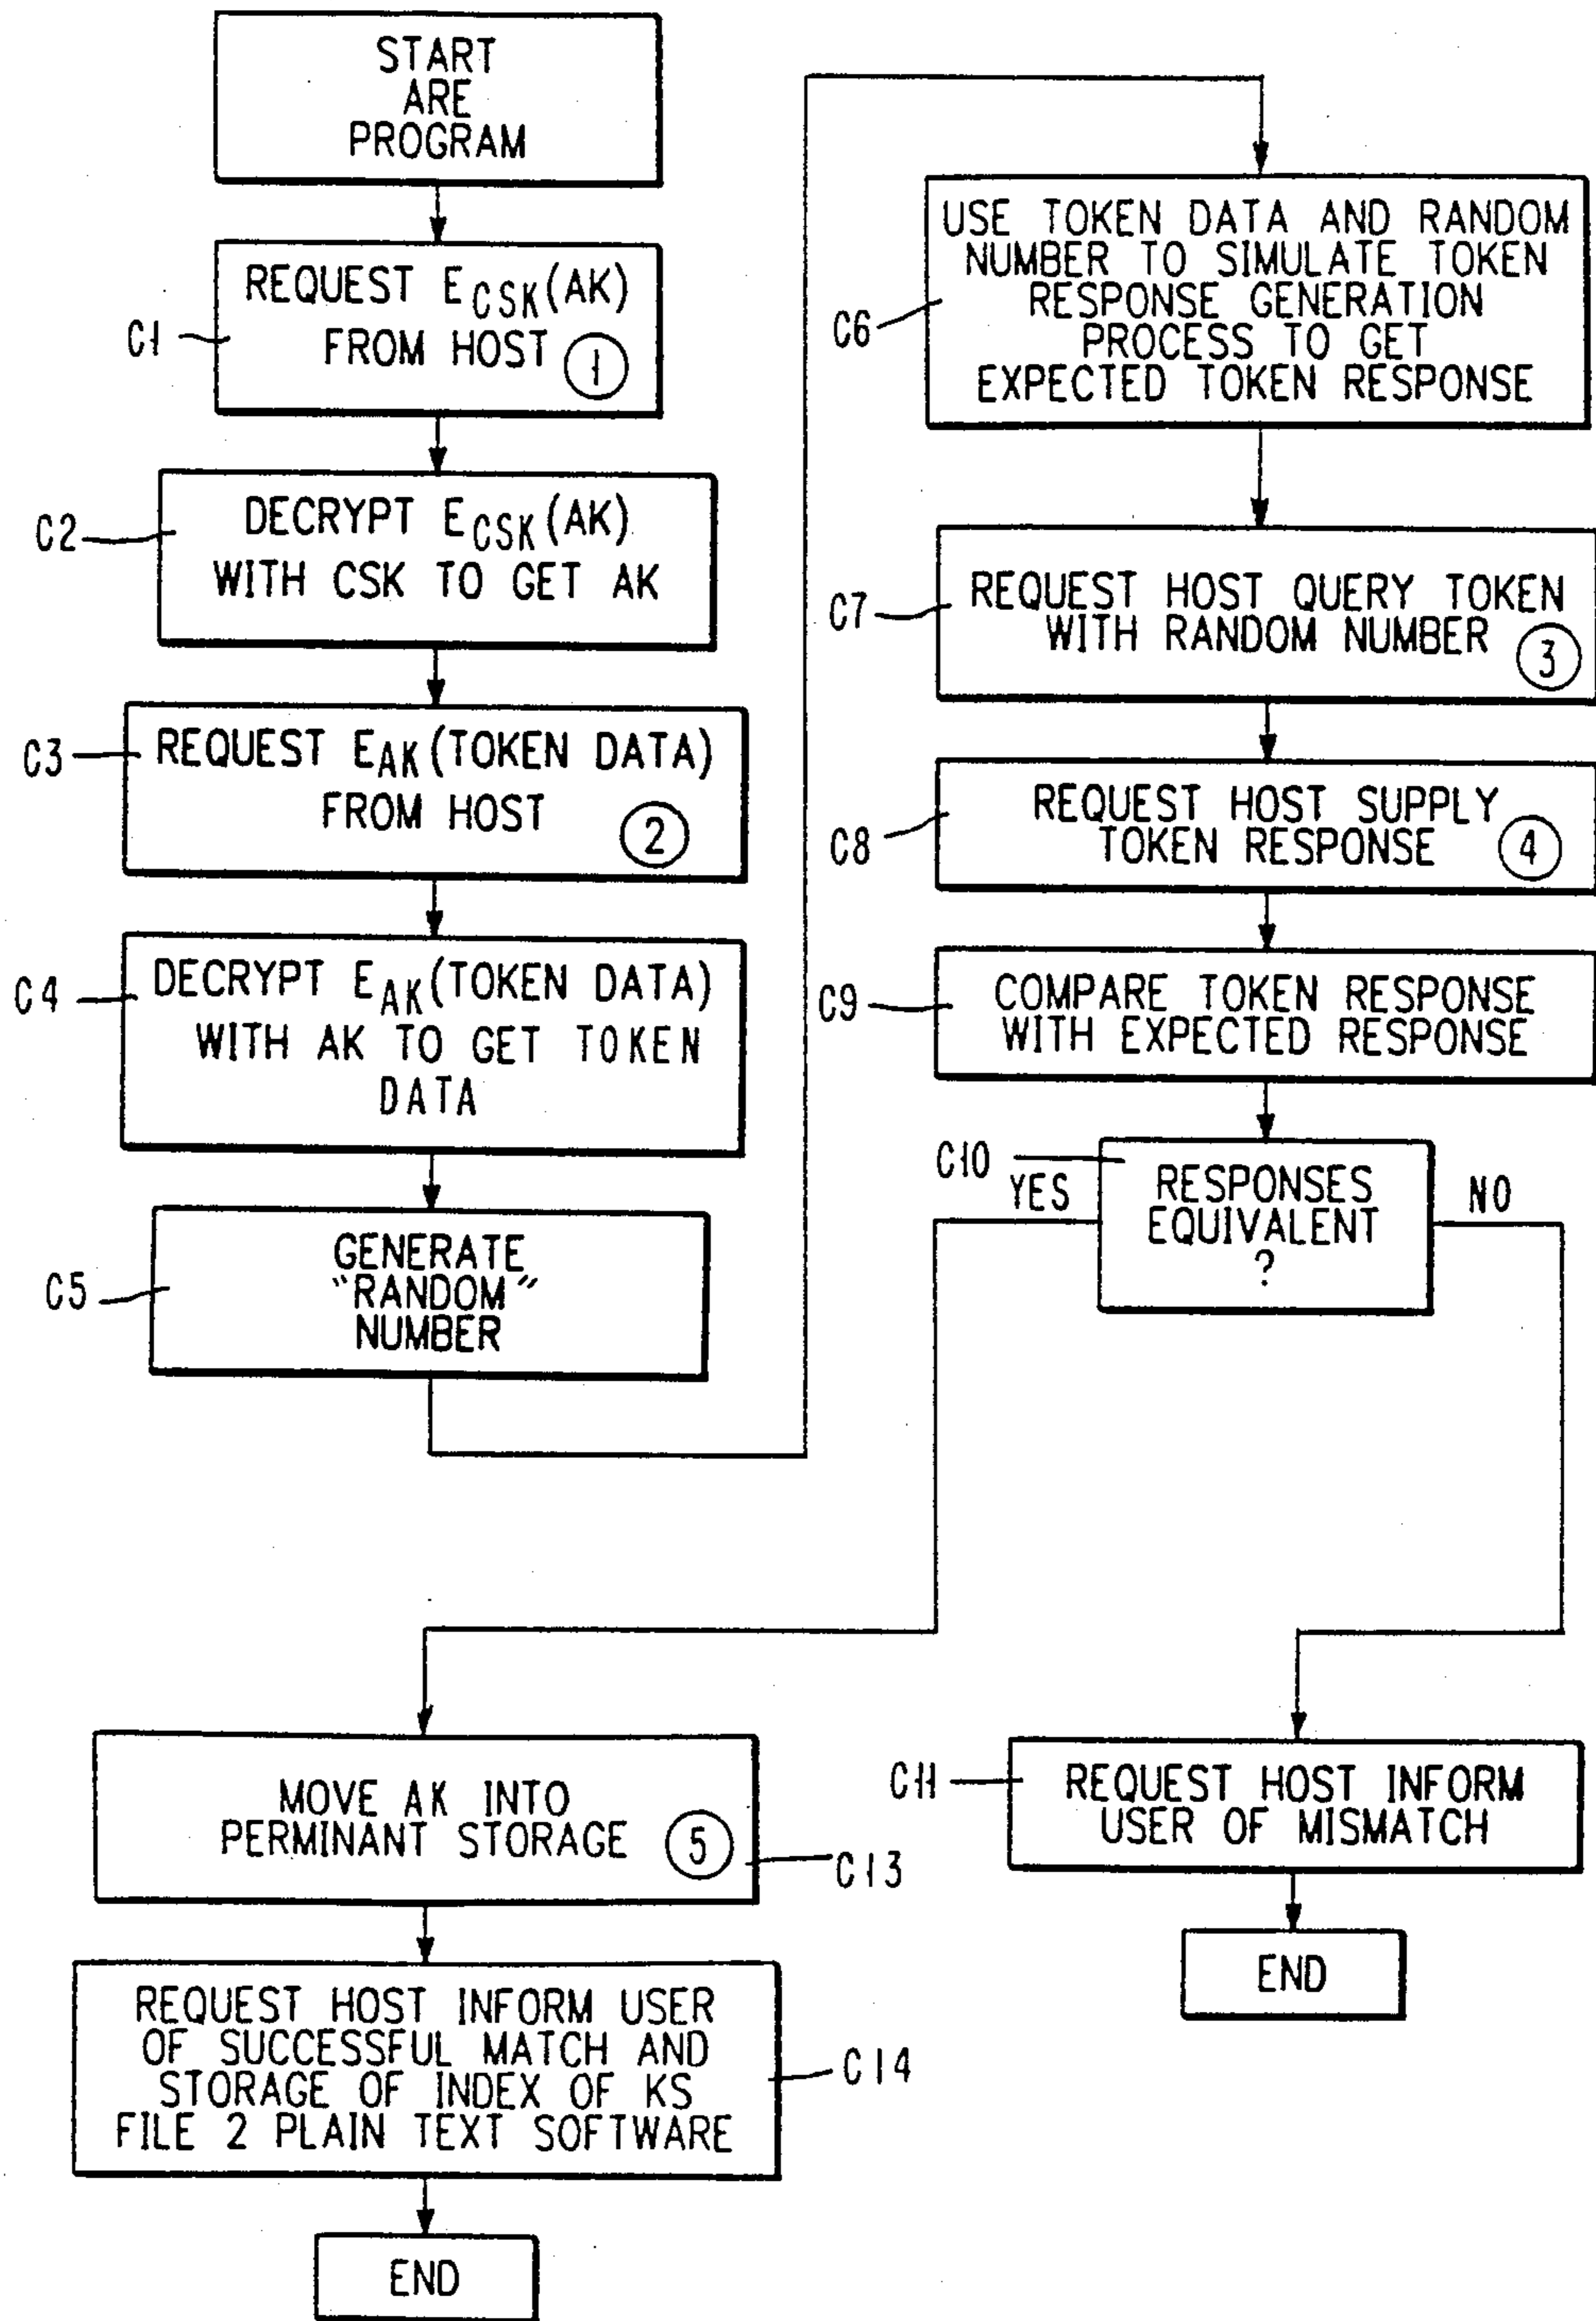 START
ARE
PROGRAM
C1
REQUEST ECSK(AK)
FROM HOST 1
C2
DECRYPT ECSK(AK)
WITH CSK TO GET AK
C3
REQUEST EAK(TOKEN DATA)
FROM HOST 2
C4
DECRYPT EAK(TOKEN DATA)
WITH AK TO GET TOKEN
DATA
C5
GENERATE
"RANDOM"
NUMBER
C6
USE TOKEN DATA AND RANDOM
NUMBER TO SIMULATE TOKEN
RESPONSE GENERATION
PROCESS TO GET
EXPECTED TOKEN RESPONSE
C7
REQUEST HOST QUERY TOKEN
WITH RANDOM NUMBER 3
C8
REQUEST HOST SUPPLY
TOKEN RESPONSE 4
C9
COMPARE TOKEN RESPONSE
WITH EXPECTED RESPONSE
C10
YES
RESPONSES
EQUIVALENT
?
NO
MOVE AK INTO
PERMINANT STORAGE 5
C13
C11
REQUEST HOST INFORM
USER OF MISMATCH
END
REQUEST HOST INFORM USER
OF SUCCESSFUL MATCH AND
STORAGE OF INDEX OF KS
FILE 2 PLAIN TEXT SOFTWARE
C14
END